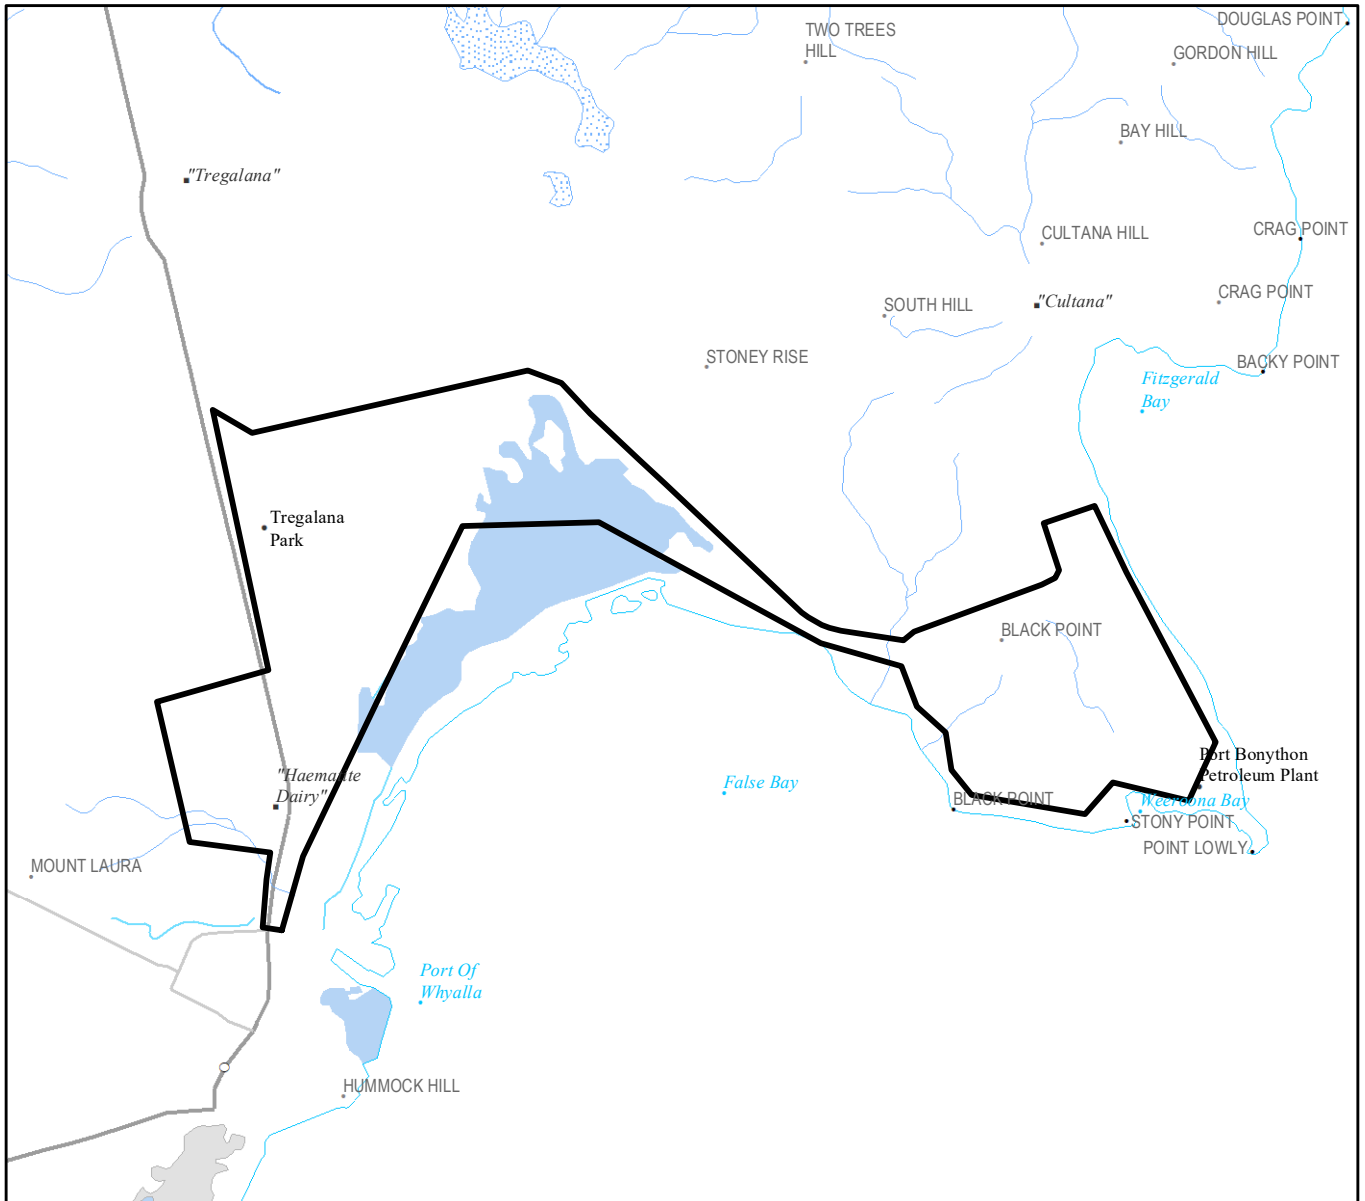 DOUGLAS POINT
TWO TREES
HILL
GORDON HILL
BAY HILL
"Tregalana"
CRAG POINT
CULTANA HILL
CRAG POINT
"Cultana"
SOUTH HILL
STONEY RISE
BACKY POINT
Fitzgerald
Bay
Tregalana
Park
BLACK POINT
Port Bonython
Petroleum Plant
"Haematite
Dairy"
False Bay
BLACK POINT
Weeroona Bay
STONY POINT
POINT LOWLY
MOUNT LAURA
Port Of
Whyalla
HUMMOCK HILL